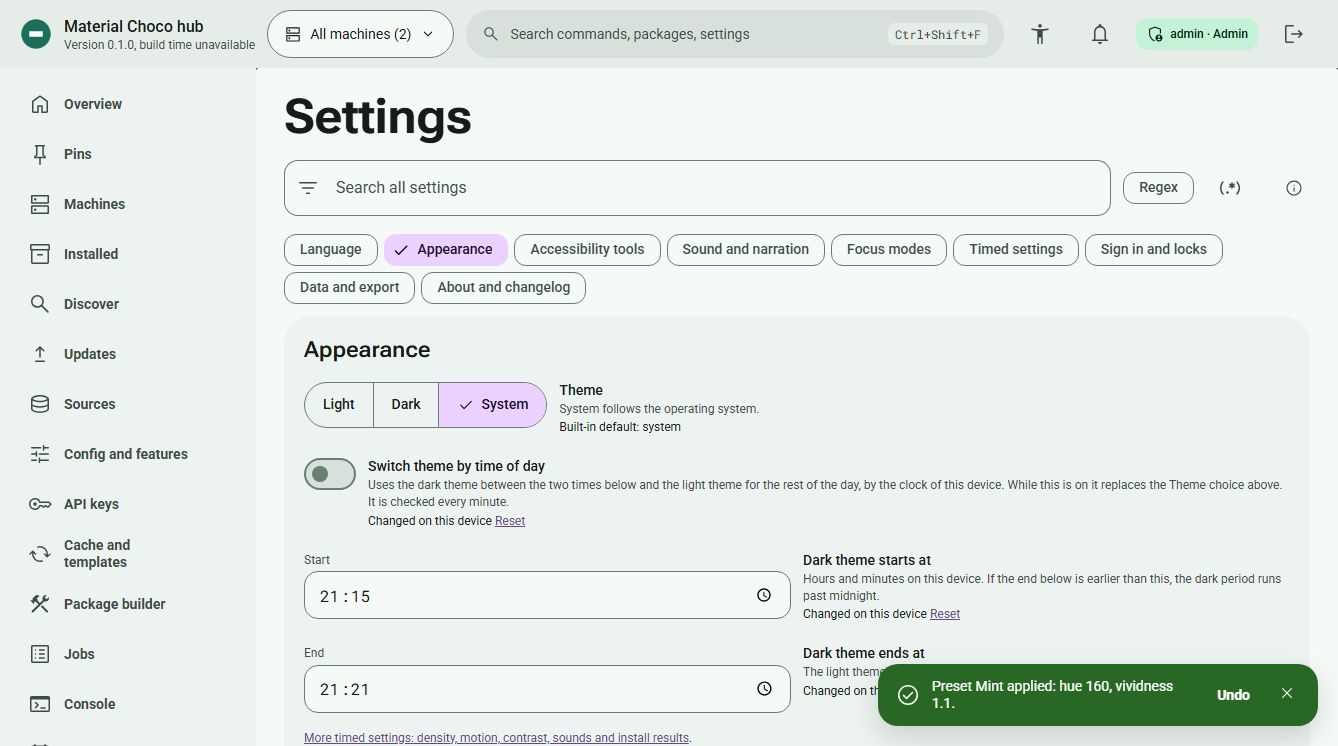 Material Choco hub
Version 0.1.0, build time unavailable
All machines (2)
Search commands, packages, settings
Ctrl+Shift+F
admin · Admin
Overview
Pins
Machines
Installed
Discover
Updates
Sources
Config and features
API keys
Cache and
templates
Package builder
Jobs
Console
Settings
Search all settings
Regex
(.*)
Language
Appearance
Accessibility tools
Sound and narration
Focus modes
Timed settings
Sign in and locks
Data and export
About and changelog
Appearance
Light
Dark
System
Theme
System follows the operating system.
Built-in default: system
Switch theme by time of day
Uses the dark theme between the two times below and the light theme for the rest of the day, by the clock of this device. While this is on it replaces the Theme choice above.
It is checked every minute.
Changed on this device Reset
Start
21:15
Dark theme starts at
Hours and minutes on this device. If the end below is earlier than this, the dark period runs
past midnight.
Changed on this device Reset
End
21:21
Dark theme ends at
The light theme
Changed on
Preset Mint applied: hue 160, vividness
1.1.
Undo
More timed settings: density, motion, contrast, sounds and install results.